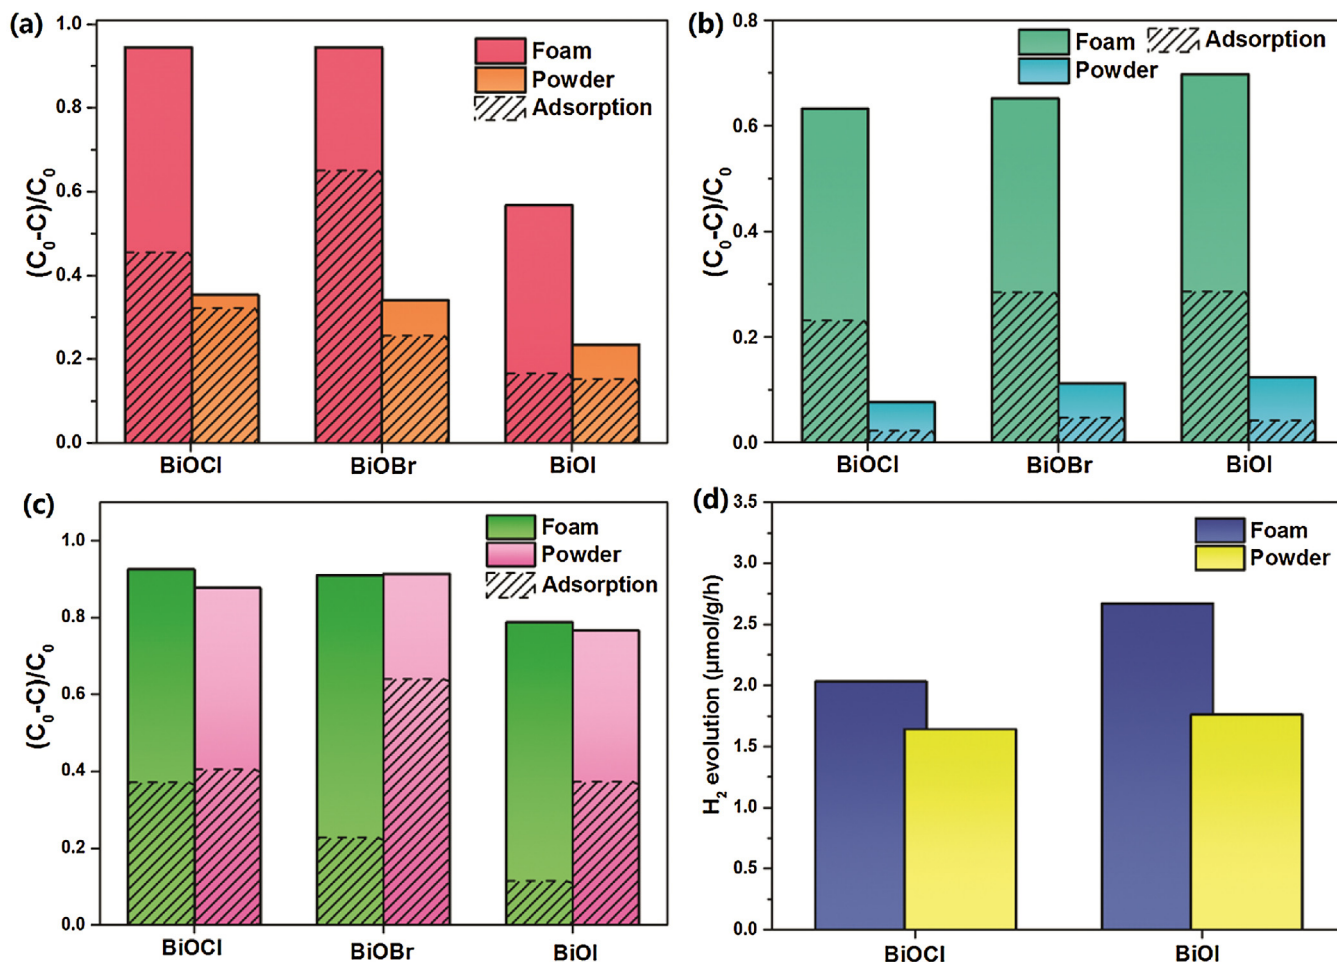 (a)
1.0
0.8
0.6
0.4
0.2
0.0
(C₀-C)/C₀
Foam
Powder
Adsorption
BiOCl
BiOBr
BiOI
(b)
0.8
0.6
0.4
0.2
0.0
(C₀-C)/C₀
Foam
Adsorption
Powder
BiOCl
BiOBr
BiOI
(c)
1.0
0.8
0.6
0.4
0.2
0.0
(C₀-C)/C₀
Foam
Powder
Adsorption
BiOCl
BiOBr
BiOI
(d)
3.5
3.0
2.5
2.0
1.5
1.0
0.5
0.0
H₂ evolution (μmol/g/h)
Foam
Powder
BiOCl
BiOI